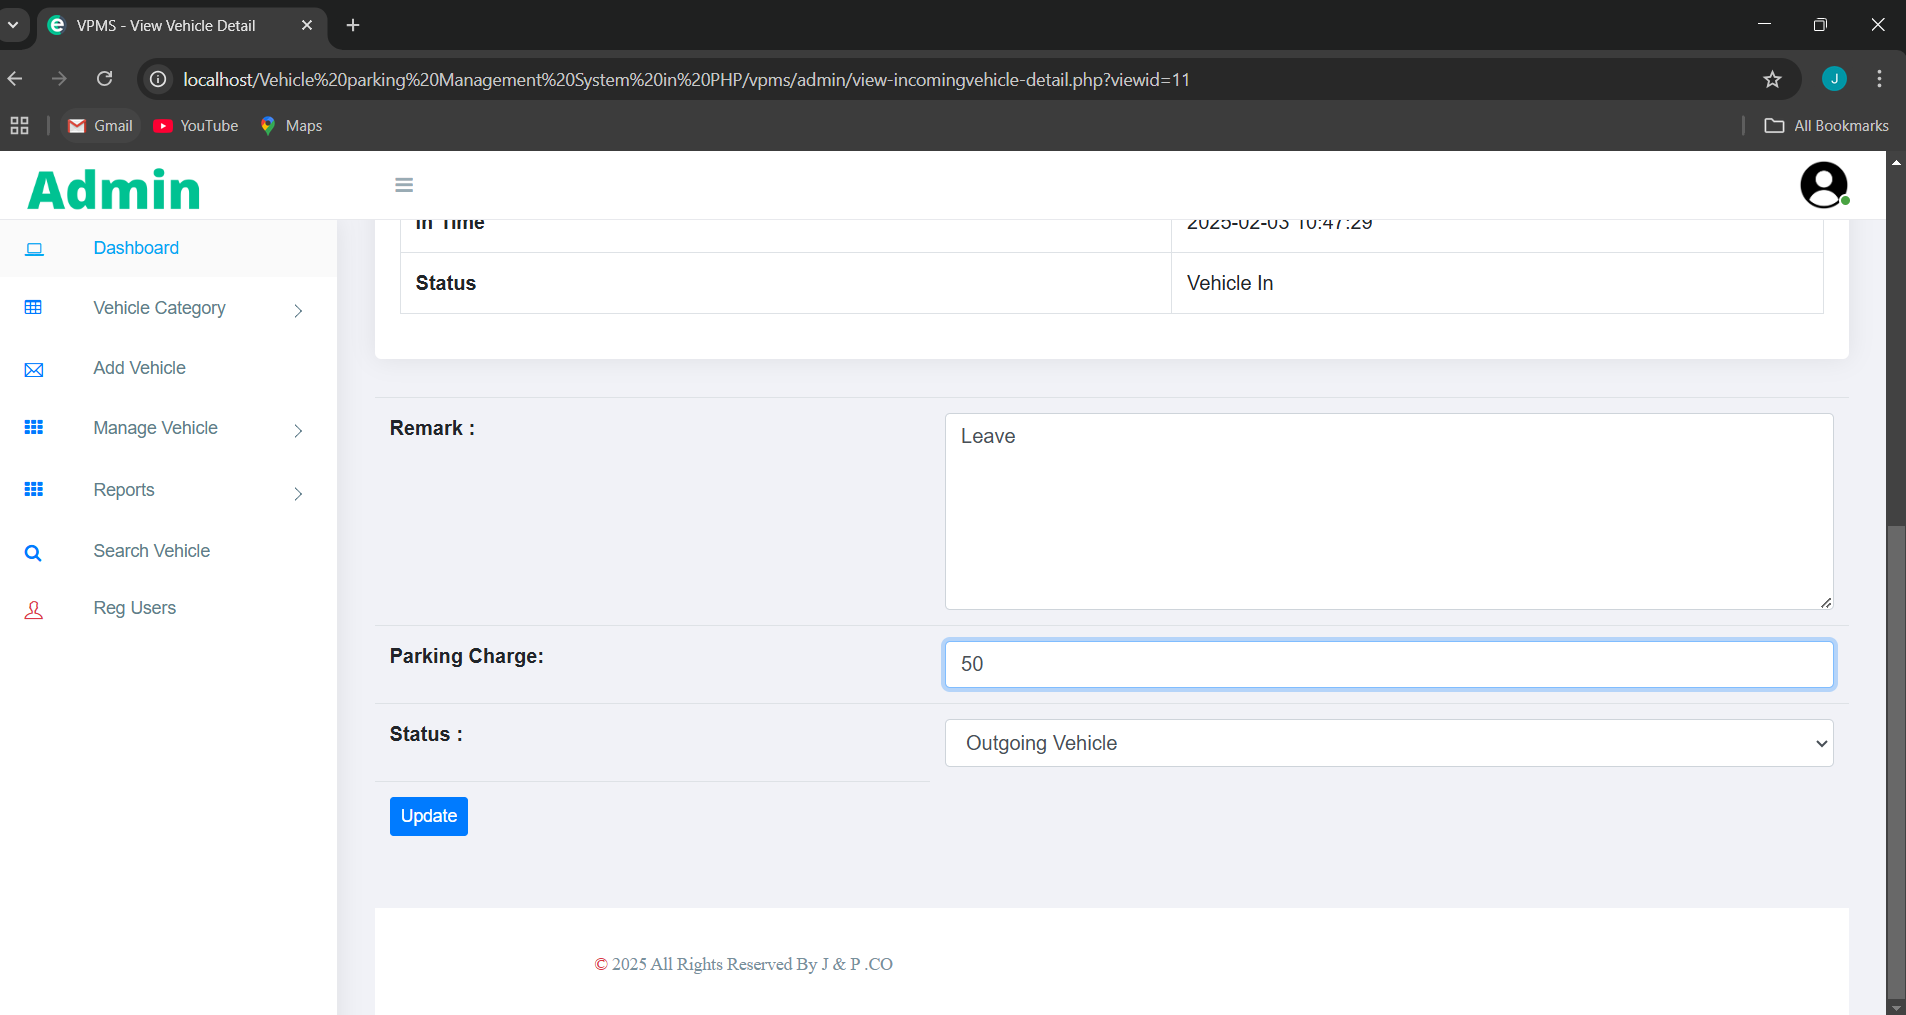 VPMS - View Vehicle Detail
localhost/Vehicle%20parking%20Management%20System%20in%20PHP/vpms/admin/view-incomingvehicle-detail.php?viewid=11
J
Gmail YouTube Maps All Bookmarks
Admin
In Time 2025-02-03 10:47:29
Dashboard
Status Vehicle In
Vehicle Category
Add Vehicle
Manage Vehicle
Reports
Search Vehicle
Reg Users
Remark : Leave
Parking Charge: 50
Status : Outgoing Vehicle
Update
© 2025 All Rights Reserved By J & P .CO